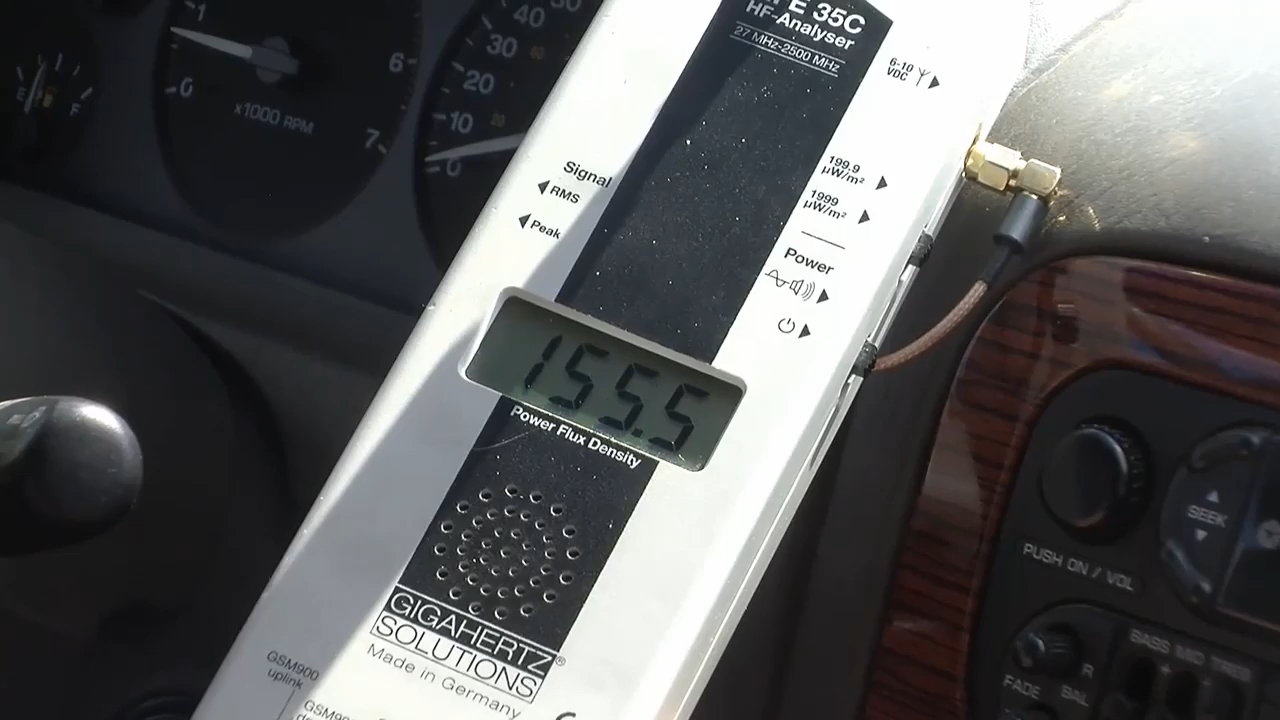 E 35C
HF-Analyser
27 MHz-2500 MHz
6-10
VDC
199.9
µW/m²
1999
µW/m²
Signal
RMS
Peak
Power
155.5
Power Flux Density
GIGAHERTZ
SOLUTIONS®
Made in Germany
GSM900
uplink
1
0
6
7
x1000 RPM
E F
40
30
20
10
0
20
SEEK
PUSH ON / VOL
BASS MID TREB
R
FADE BAL